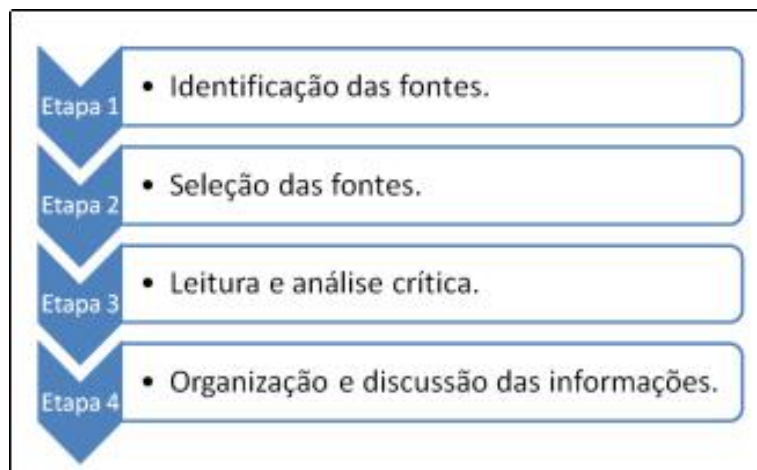 Etapa 1
• Identificação das fontes.
Etapa 2
• Seleção das fontes.
Etapa 3
• Leitura e análise crítica.
Etapa 4
• Organização e discussão das informações.